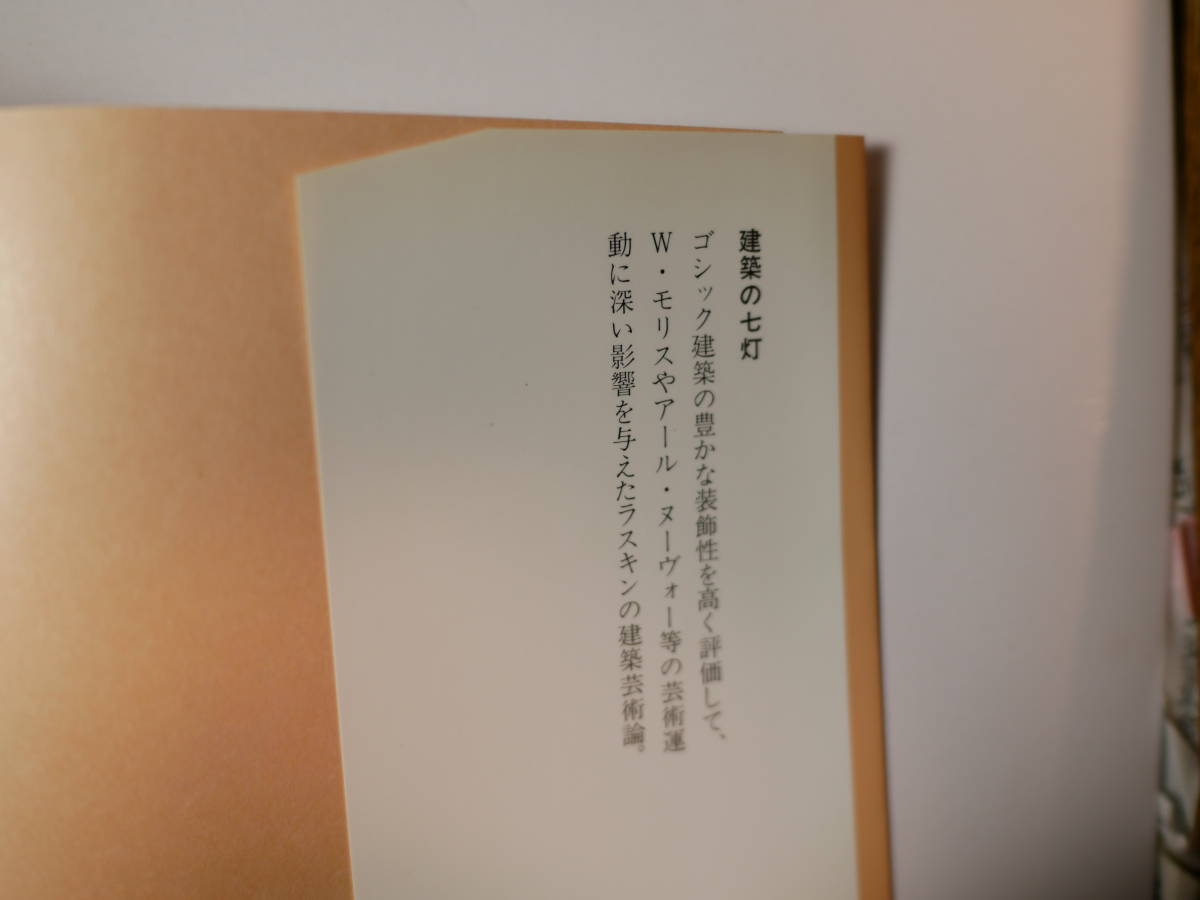 建築の七灯
ゴシック建築の豊かな装飾性を高く評価して、
W・モリスやアール・ヌーヴォー等の芸術運
動に深い影響を与えたラスキンの建築芸術論。